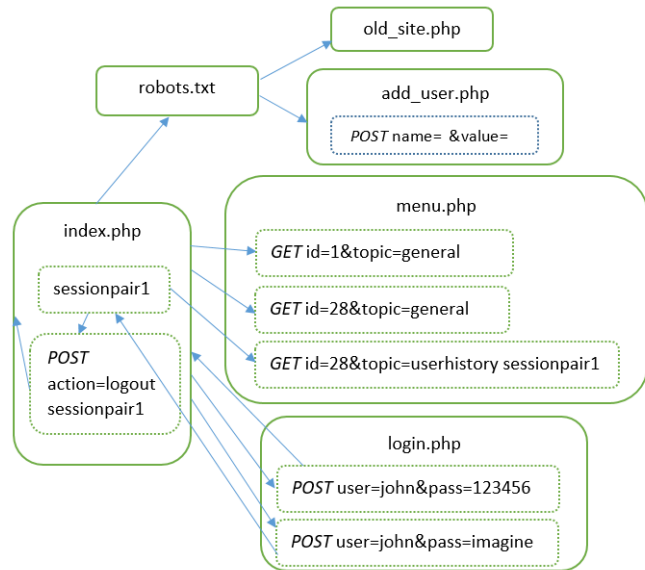 old_site.php
robots.txt
add_user.php
POST name= &value=
menu.php
index.php
GET id=1&topic=general
sessionpair1
GET id=28&topic=general
POST
action=logout
sessionpair1
GET id=28&topic=userhistory sessionpair1
login.php
POST user=john&pass=123456
POST user=john&pass=imagine